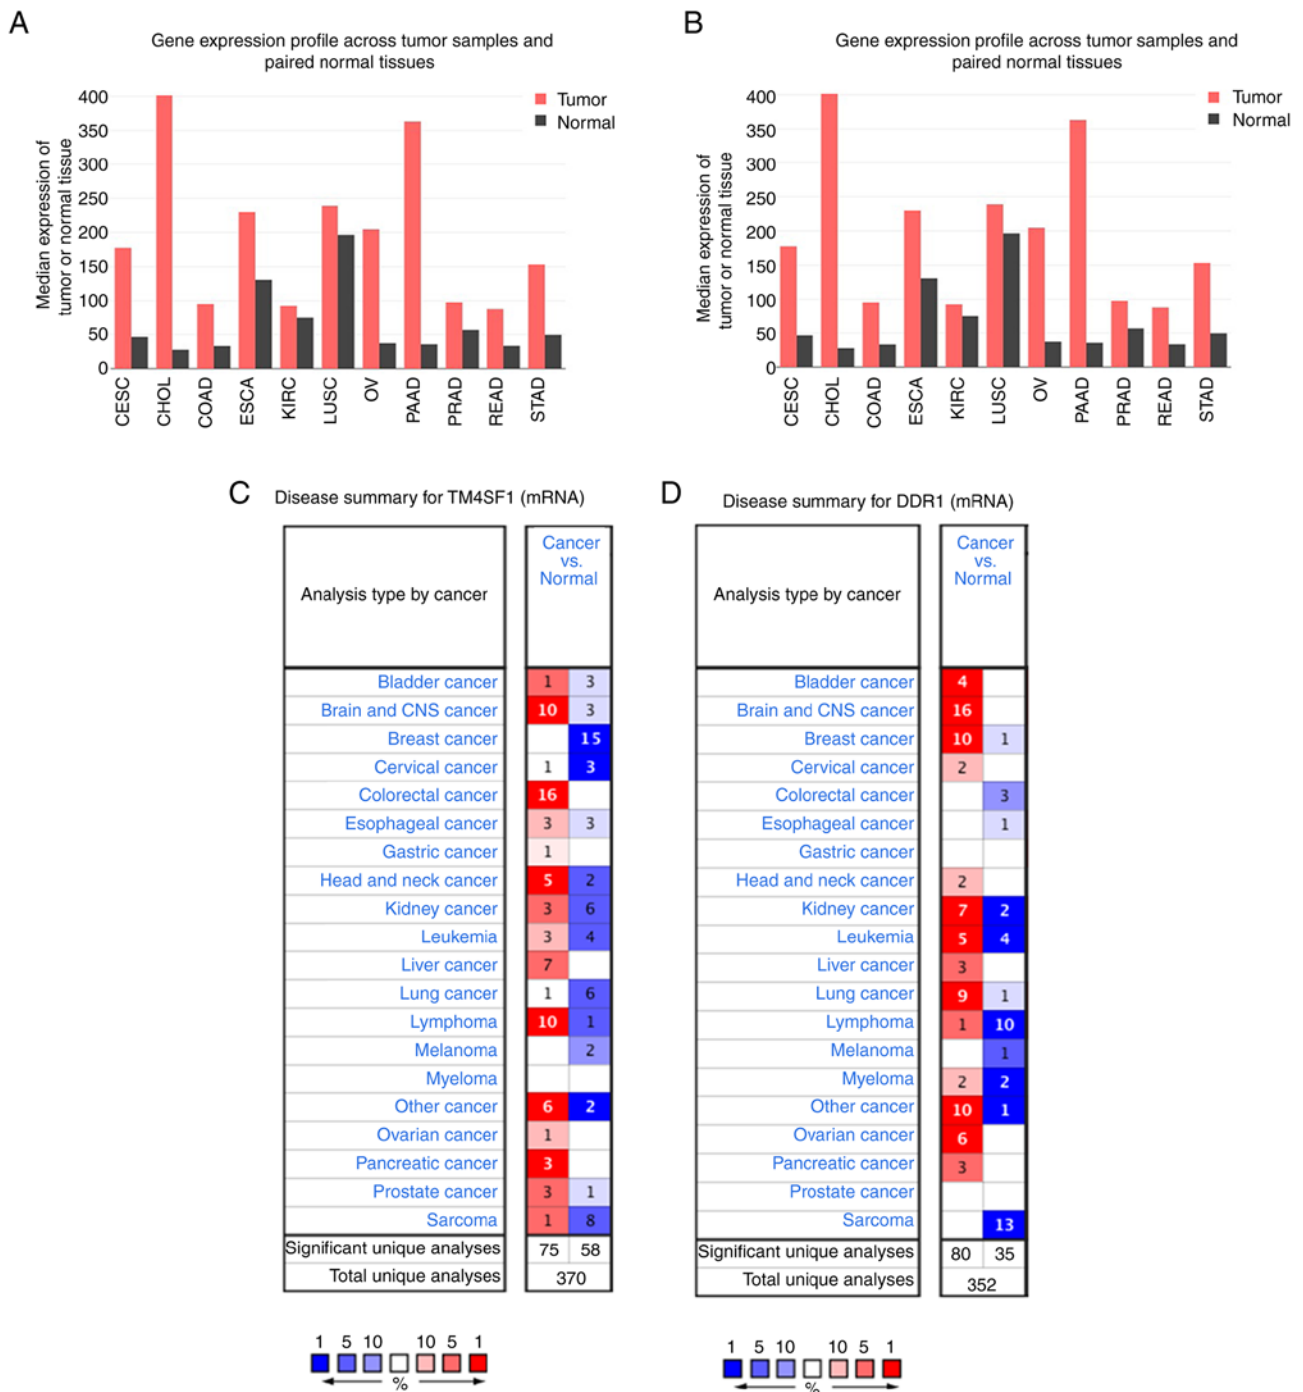 A
Gene expression profile across tumor samples and
paired normal tissues
Tumor
Normal
Median expression of
tumor or normal tissue
400
350
300
250
200
150
100
50
0
CESC
CHOL
COAD
ESCA
KIRC
LUSC
OV
PAAD
PRAD
READ
STAD
B
Gene expression profile across tumor samples and
paired normal tissues
Tumor
Normal
Median expression of
tumor or normal tissue
400
350
300
250
200
150
100
50
0
CESC
CHOL
COAD
ESCA
KIRC
LUSC
OV
PAAD
PRAD
READ
STAD
C
Disease summary for TM4SF1 (mRNA)
Analysis type by cancer
Cancer
vs.
Normal
Bladder cancer 1 3
Brain and CNS cancer 10 3
Breast cancer 15
Cervical cancer 1 3
Colorectal cancer 16
Esophageal cancer 3 3
Gastric cancer 1
Head and neck cancer 5 2
Kidney cancer 3 6
Leukemia 3 4
Liver cancer 7
Lung cancer 1 6
Lymphoma 10 1
Melanoma 2
Myeloma
Other cancer 6 2
Ovarian cancer 1
Pancreatic cancer 3
Prostate cancer 3 1
Sarcoma 1 8
Significant unique analyses 75 58
Total unique analyses 370
1 5 10 10 5 1
%
D
Disease summary for DDR1 (mRNA)
Analysis type by cancer
Cancer
vs.
Normal
Bladder cancer 4
Brain and CNS cancer 16
Breast cancer 10 1
Cervical cancer 2
Colorectal cancer 3
Esophageal cancer 1
Gastric cancer
Head and neck cancer 2
Kidney cancer 7 2
Leukemia 5 4
Liver cancer 3
Lung cancer 9 1
Lymphoma 1 10
Melanoma 1
Myeloma 2 2
Other cancer 10 1
Ovarian cancer 6
Pancreatic cancer 3
Prostate cancer
Sarcoma 13
Significant unique analyses 80 35
Total unique analyses 352
1 5 10 10 5 1
%